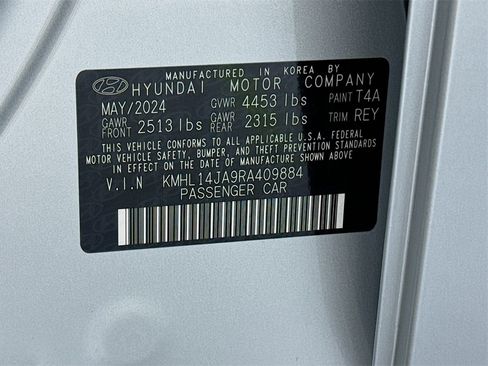 MANUFACTURED IN KOREA BY
HYUNDAI MOTOR COMPANY
MAY/2024 GVWR 4453 lbs PAINT T4A
GAWR FRONT 2513 lbs GAWR REAR 2315 lbs TRIM REY
THIS VEHICLE CONFORMS TO ALL APPLICABLE U.S.A. FEDERAL
MOTOR VEHICLE SAFETY, BUMPER, AND THEFT PREVENTION STANDARDS
IN EFFECT ON THE DATE OF MANUFACTURE SHOWN ABOVE.
V.I.N KMHL14JA9RA409884
PASSENGER CAR